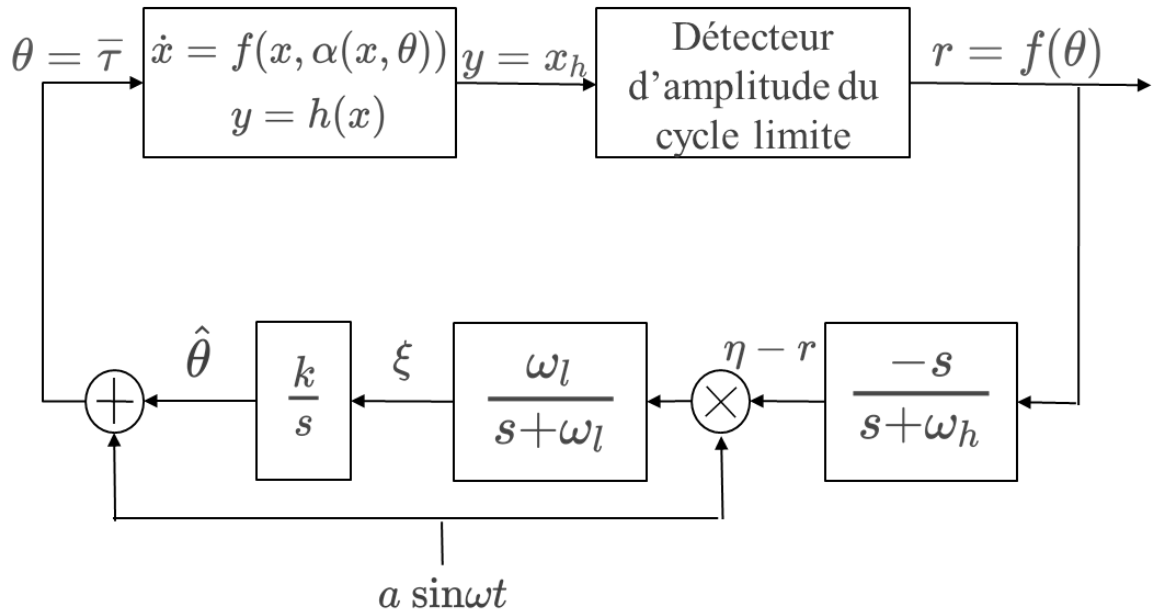 θ = τ̅
ẋ = f(x, α(x, θ))
y = h(x)
y = x_h
Détecteur
d'amplitude du
cycle limite
r = f(θ)
θ̂
k
s
ξ
ω_l
s+ω_l
η − r
−s
s+ω_h
+
×
a sinωt